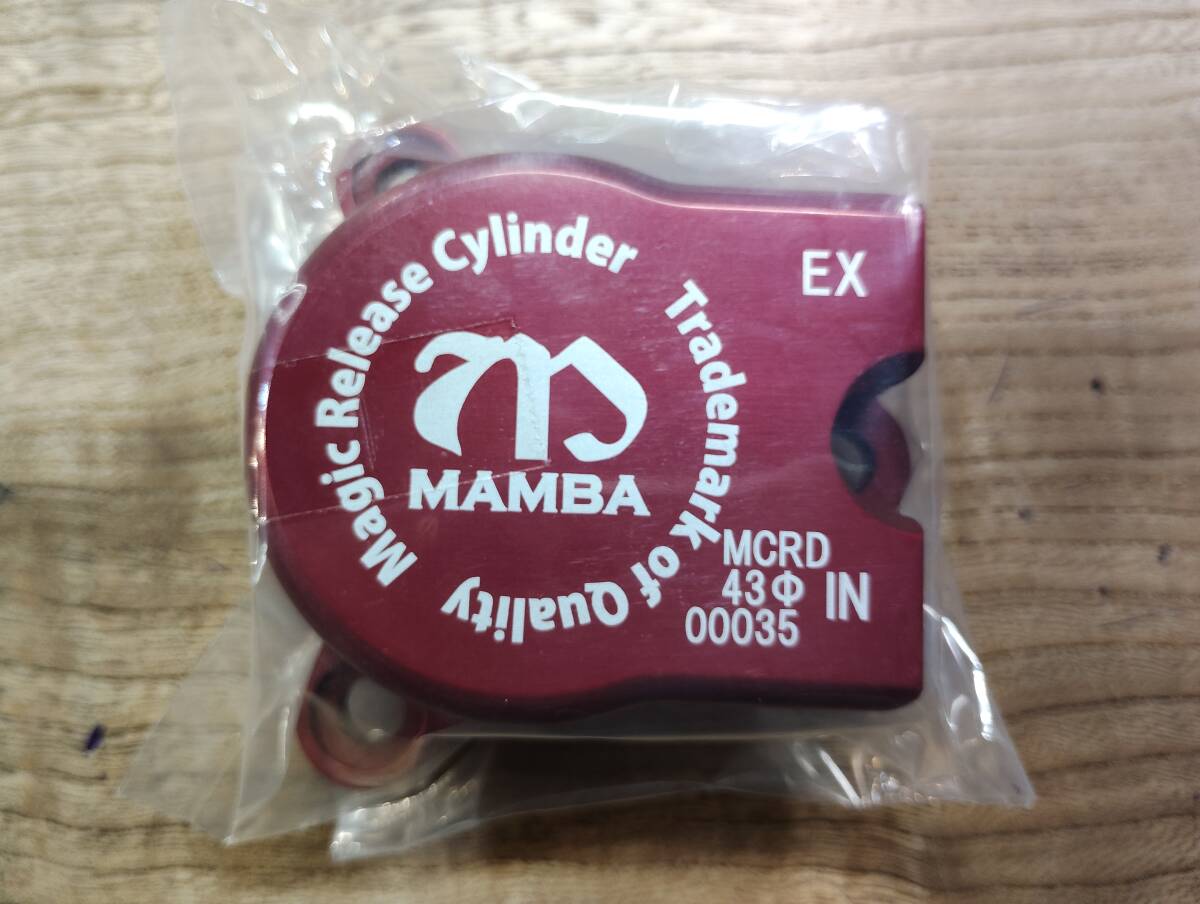 Magic Release Cylinder
Trademark of Quality
MAMBA
EX
MCRD
43Φ
IN
00035